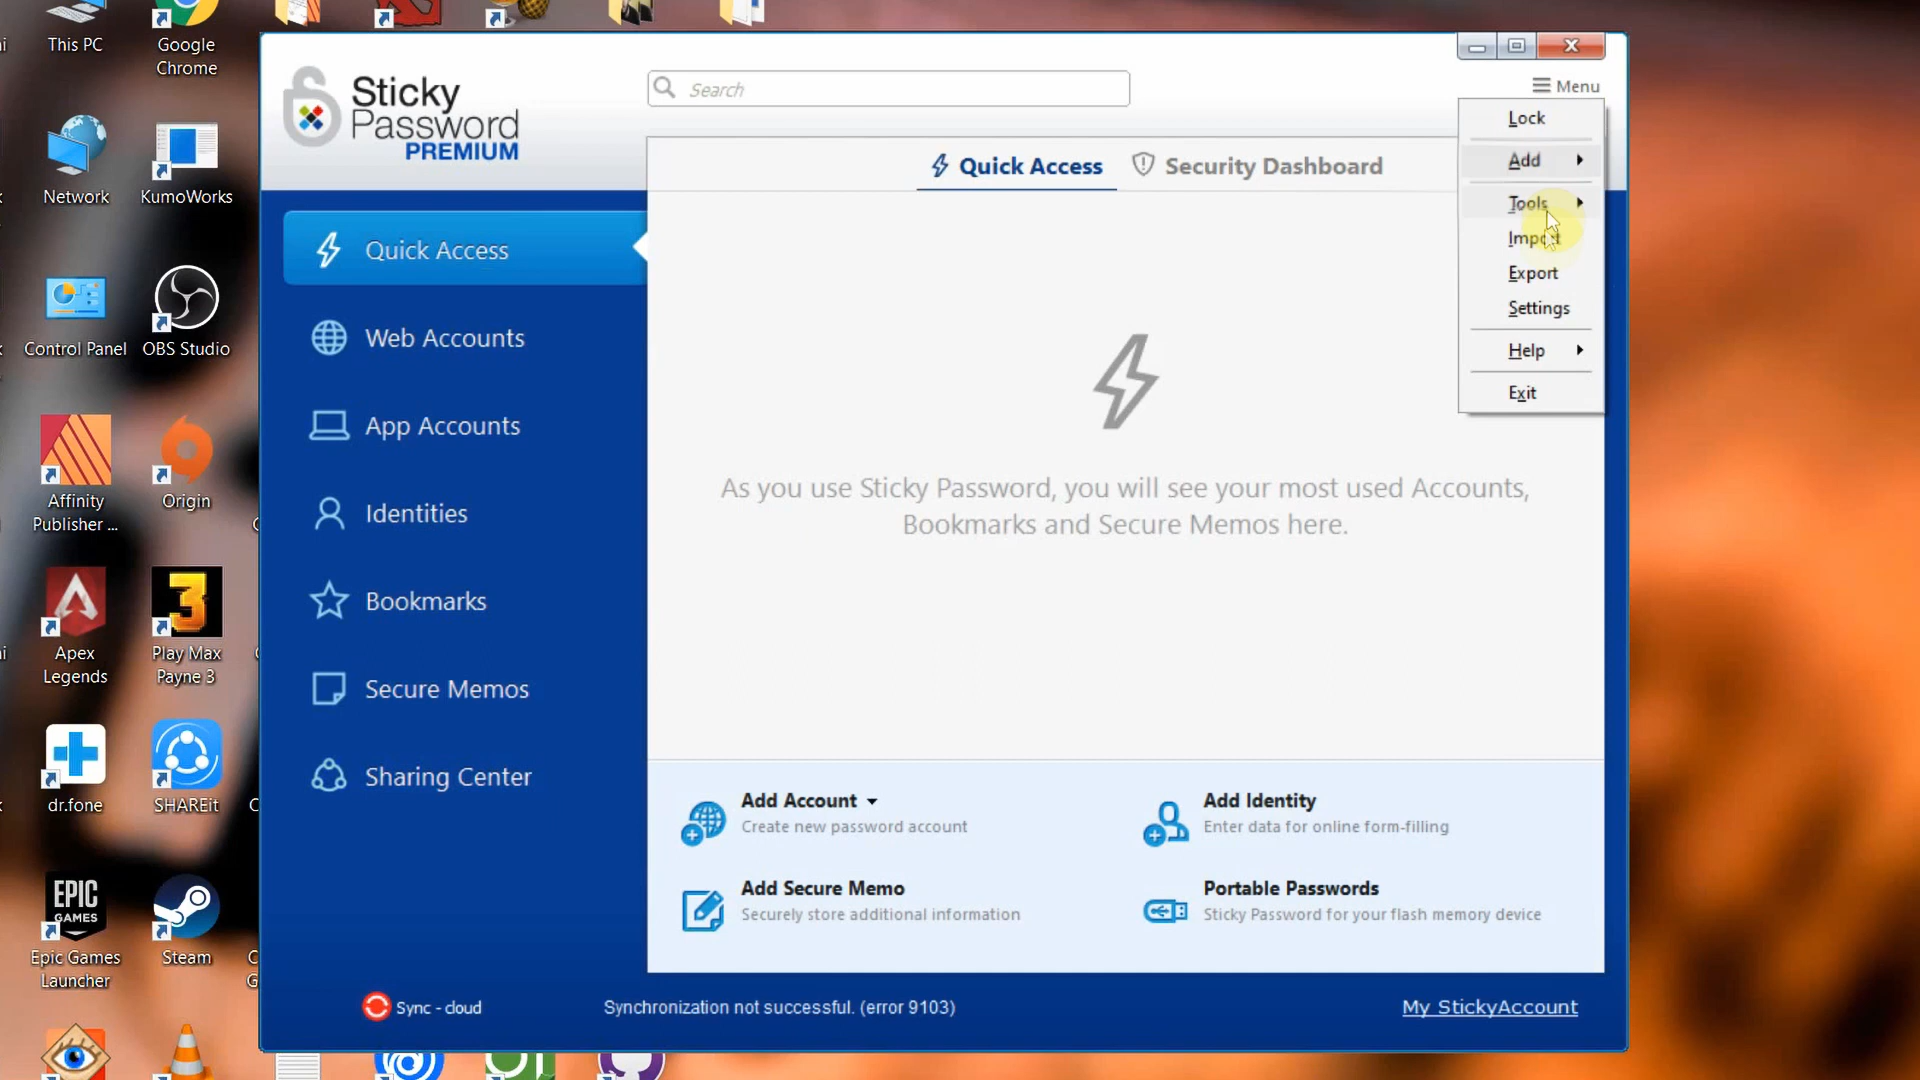 This PC
Google
Chrome
Network
KumoWorks
Control Panel
OBS Studio
Affinity
Publisher ...
Origin
Apex
Legends
Play Max
Payne 3
dr.fone
SHAREit
EPIC
GAMES
Epic Games
Launcher
Steam
Sticky
Password
PREMIUM
Search
Menu
Lock
Add
Tools
Import
Export
Settings
Help
Exit
Quick Access
Security Dashboard
Quick Access
Web Accounts
App Accounts
Identities
Bookmarks
Secure Memos
Sharing Center
As you use Sticky Password, you will see your most used Accounts,
Bookmarks and Secure Memos here.
Add Account
Create new password account
Add Identity
Enter data for online form-filling
Add Secure Memo
Securely store additional information
Portable Passwords
Sticky Password for your flash memory device
Sync - cloud
Synchronization not successful. (error 9103)
My StickyAccount